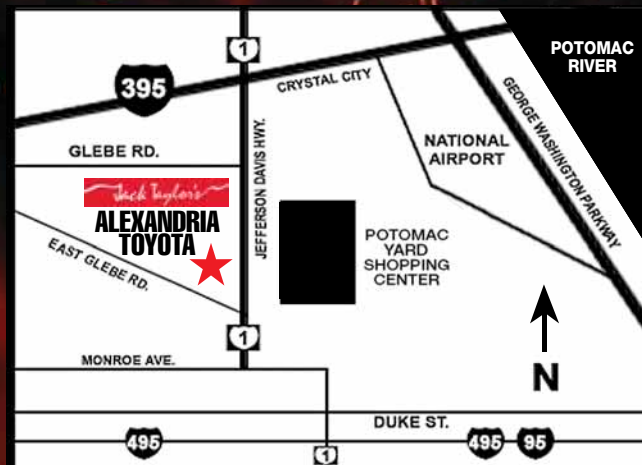 1
POTOMAC
RIVER
395
CRYSTAL CITY
GLEBE RD.
NATIONAL
AIRPORT
GEORGE WASHINGTON PARKWAY
JEFFERSON DAVIS HWY.
Jack Taylor's
ALEXANDRIA
TOYOTA
EAST GLEBE RD.
POTOMAC
YARD
SHOPPING
CENTER
1
MONROE AVE.
N
DUKE ST.
495
1
495
95